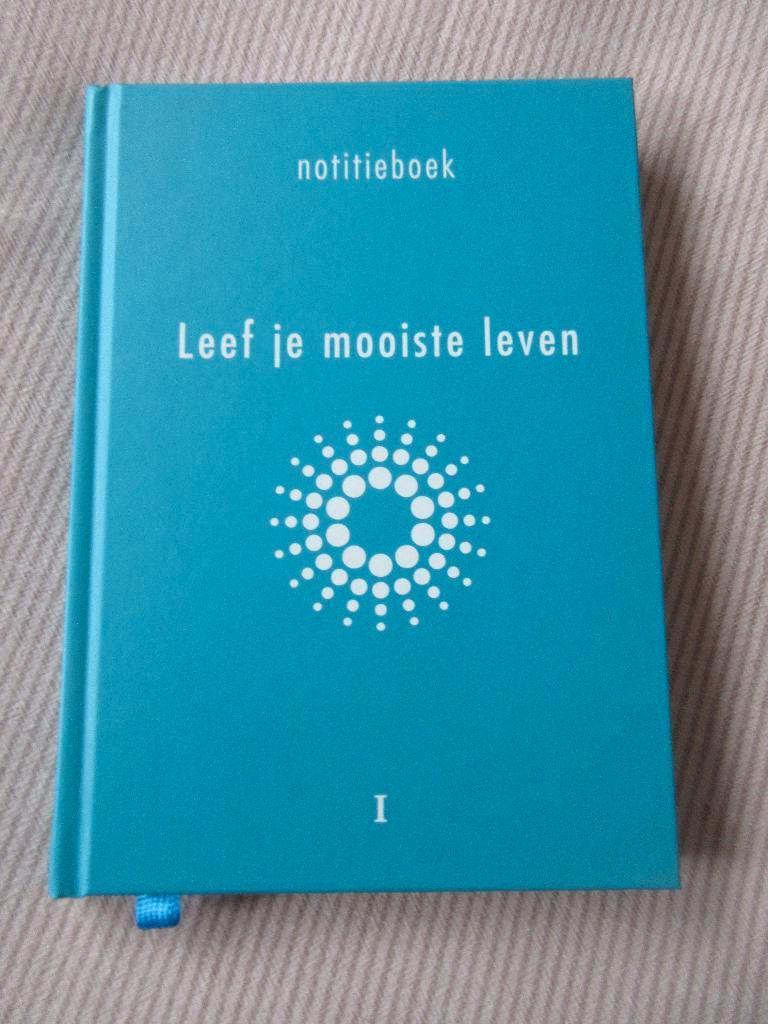 notitieboek
Leef je mooiste leven
I